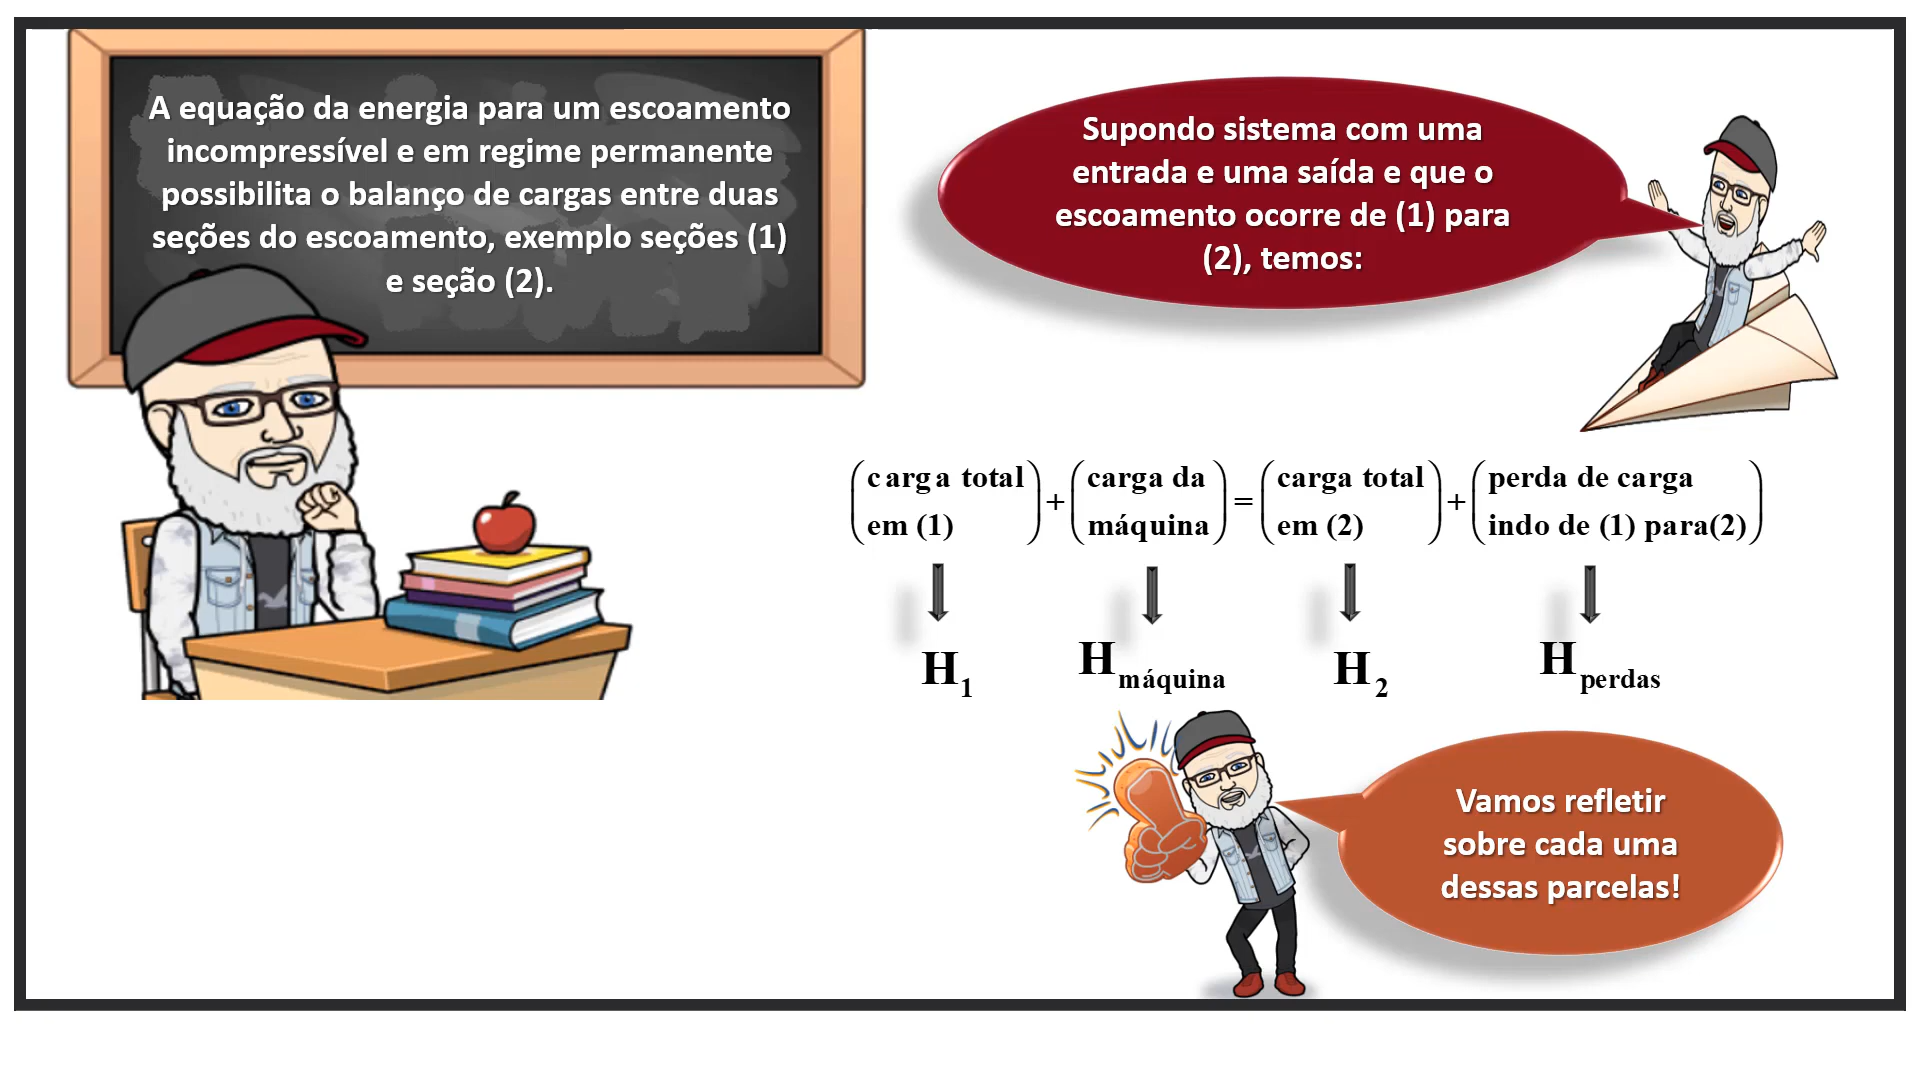 A equação da energia para um escoamento
incompressível e em regime permanente
possibilita o balanço de cargas entre duas
seções do escoamento, exemplo seções (1)
e seção (2).
Supondo sistema com uma
entrada e uma saída e que o
escoamento ocorre de (1) para
(2), temos:
(carga total em (1)) + (carga da máquina) = (carga total em (2)) + (perda de carga indo de (1) para(2))
H1 Hmáquina H2 Hperdas
Vamos refletir
sobre cada uma
dessas parcelas!